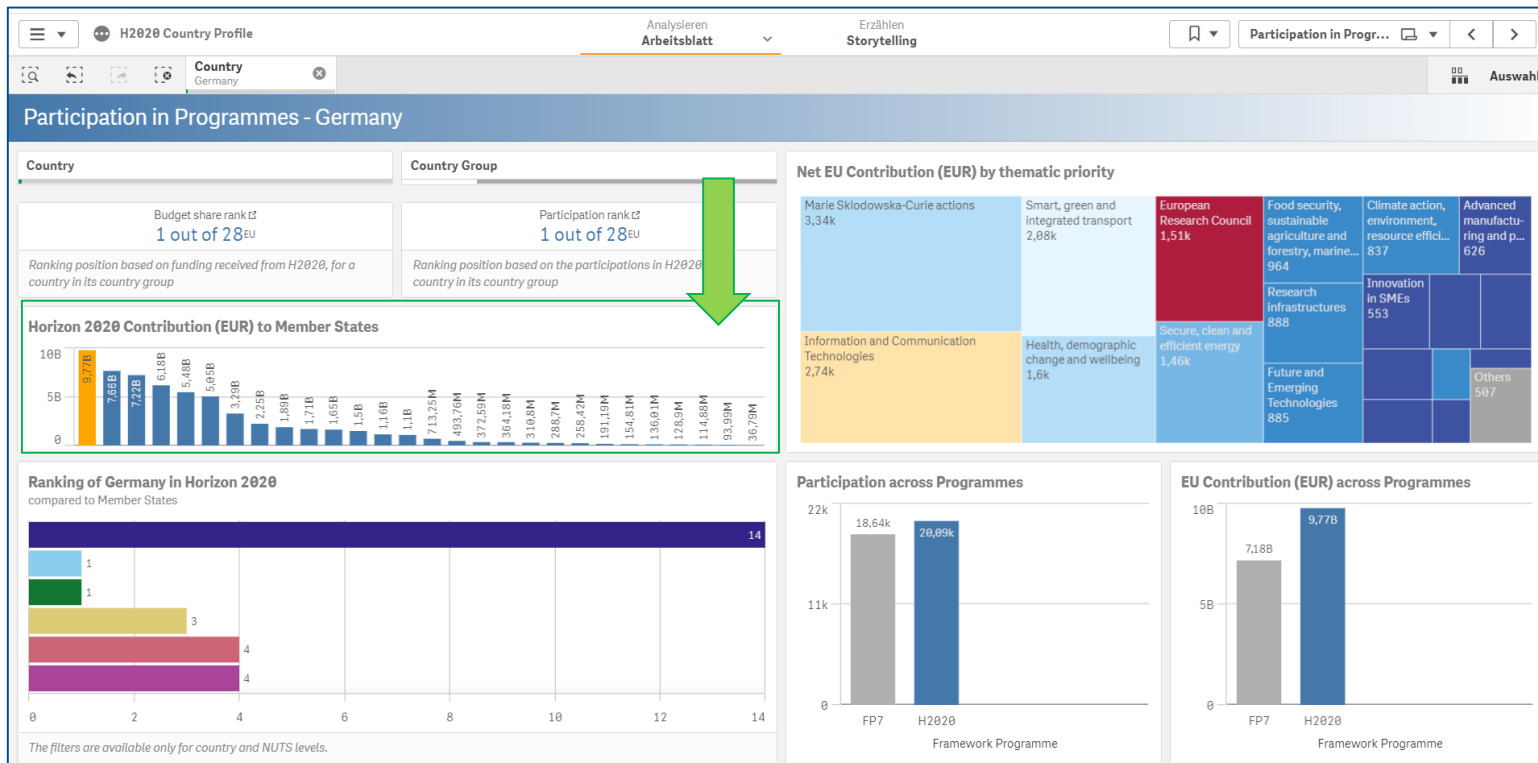 H2020 Country Profile
Analysieren
Arbeitsblatt
Erzählen
Storytelling
Participation in Progr...
Country
Germany
Auswahl
Participation in Programmes - Germany
Country
Country Group
Budget share rank
1 out of 28EU
Ranking position based on funding received from H2020, for a
country in its country group
Participation rank
1 out of 28EU
Ranking position based on the participations in H2020
country in its country group
Horizon 2020 Contribution (EUR) to Member States
10B
5B
0
9,77B
7,66B
7,22B
6,18B
5,48B
5,05B
3,29B
2,25B
1,89B
1,71B
1,65B
1,5B
1,16B
1,1B
713,25M
493,76M
372,59M
364,18M
310,8M
288,7M
258,42M
191,19M
154,81M
136,01M
128,9M
114,88M
93,99M
36,79M
Net EU Contribution (EUR) by thematic priority
Marie Sklodowska-Curie actions
3,34k
Information and Communication
Technologies
2,74k
Smart, green and
integrated transport
2,08k
Health, demographic
change and wellbeing
1,6k
European
Research Council
1,51k
Secure, clean and
efficient energy
1,46k
Food security,
sustainable
agriculture and
forestry, marine...
964
Research
infrastructures
888
Future and
Emerging
Technologies
885
Climate action,
environment,
resource effici...
837
Advanced
manufactu-
ring and p...
626
Innovation
in SMEs
553
Others
507
Ranking of Germany in Horizon 2020
compared to Member States
14
1
1
3
4
4
0 2 4 6 8 10 12 14
The filters are available only for country and NUTS levels.
Participation across Programmes
22k
11k
0
18,64k
20,09k
FP7 H2020
Framework Programme
EU Contribution (EUR) across Programmes
10B
5B
0
7,18B
9,77B
FP7 H2020
Framework Programme